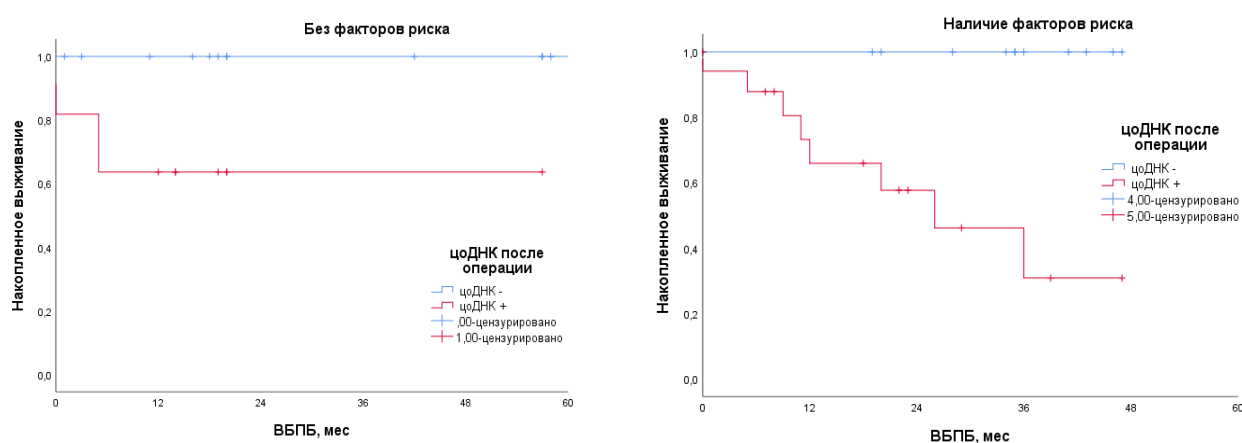 Без факторов риска
Накопленное выживание
1,0
0,8
0,6
0,4
0,2
0,0
0
12
24
36
48
60
ВБПБ, мес
цоДНК после
операции
цоДНК -
цоДНК +
,00-цензурировано
1,00-цензурировано
Наличие факторов риска
Накопленное выживание
1,0
0,8
0,6
0,4
0,2
0,0
0
12
24
36
48
60
ВБПБ, мес
цоДНК после
операции
цоДНК -
цоДНК +
4,00-цензурировано
5,00-цензурировано